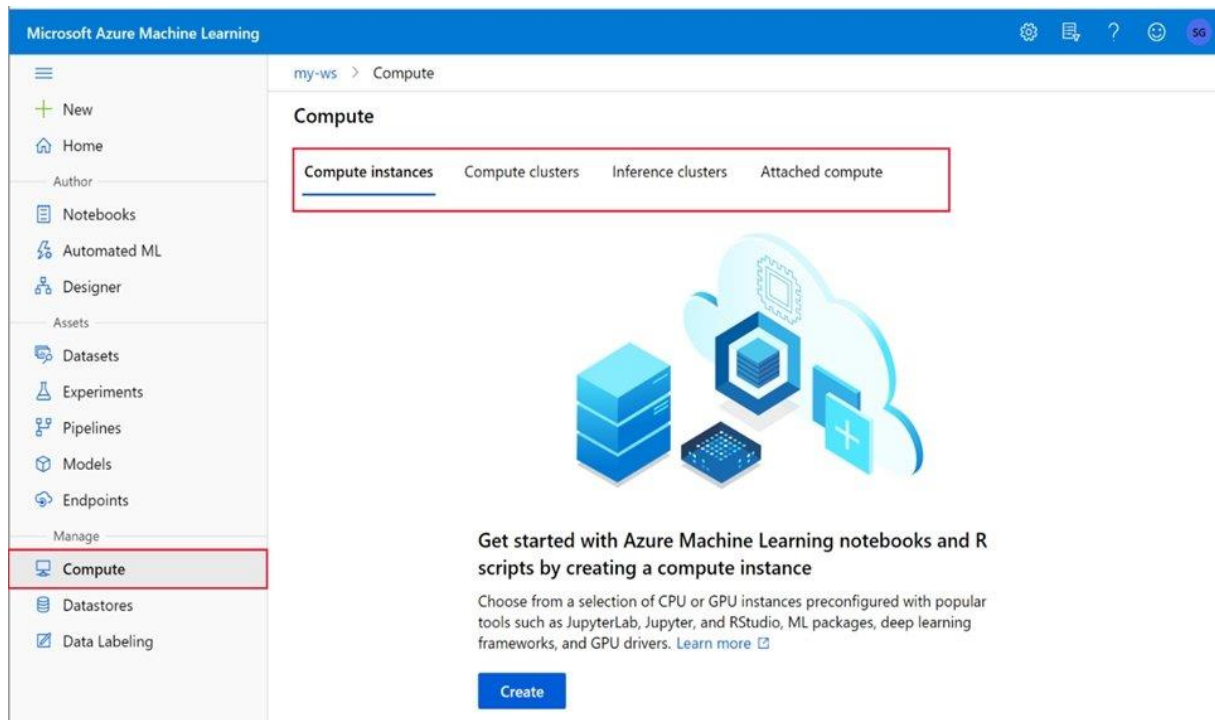 Microsoft Azure Machine Learning
SG
my-ws > Compute
New
Home
Author
Notebooks
Automated ML
Designer
Assets
Datasets
Experiments
Pipelines
Models
Endpoints
Manage
Compute
Datastores
Data Labeling
Compute
Compute instances
Compute clusters
Inference clusters
Attached compute
Get started with Azure Machine Learning notebooks and R
scripts by creating a compute instance
Choose from a selection of CPU or GPU instances preconfigured with popular
tools such as JupyterLab, Jupyter, and RStudio, ML packages, deep learning
frameworks, and GPU drivers. Learn more
Create